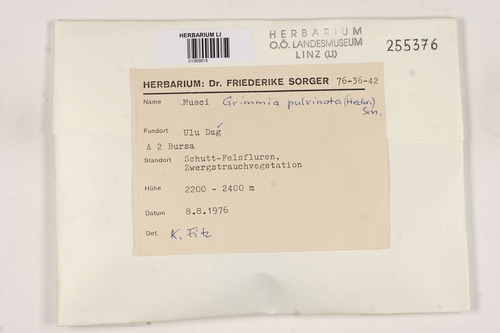 HERBARIUM LI
01069815
HERBARIUM
O.Ö. LANDESMUSEUM
LINZ (LI)
255376
HERBARIUM: Dr. FRIEDERIKE SORGER 76-36-42
Name Musci Grimmia pulvinata (Hedw.)
Sm.
Fundort Ulu Dağ
A 2 Bursa
Standort Schutt-Felsfluren,
Zwergstrauchvegetation
Höhe 2200 - 2400 m
Datum 8.8.1976
Det. K. Fitz